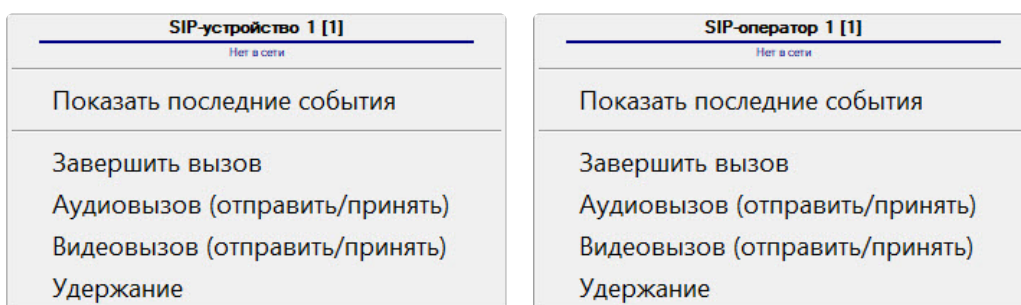 SIP-устройство 1 [1]
Нет в сети
Показать последние события
Завершить вызов
Аудиовызов (отправить/принять)
Видеовызов (отправить/принять)
Удержание
SIP-оператор 1 [1]
Нет в сети
Показать последние события
Завершить вызов
Аудиовызов (отправить/принять)
Видеовызов (отправить/принять)
Удержание